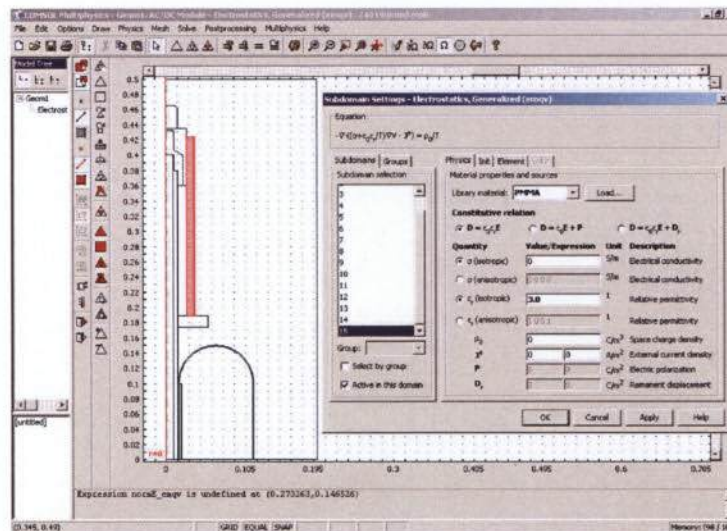 COMSOL Multiphysics - Geom1/AC/DC Module - Electrostatics, Generalized (emqv)
File Edit Options Draw Physics Mesh Solve Postprocessing Multiphysics Help
Model Tree
Geom1
Electrost
[untitled]
0.5
0.48
0.46
0.44
0.42
0.4
0.38
0.36
0.34
0.32
0.3
0.28
0.26
0.24
0.22
0.2
0.18
0.16
0.14
0.12
0.1
0.08
0.06
0.04
0.02
0
0 0.105 0.195 0.3 0.405 0.495 0.6 0.705
Subdomain Settings - Electrostatics, Generalized (emqv)
Equation
Subdomains Groups
Subdomain selection
5
6
7
8
9
10
11
12
13
14
15
Group:
Select by group
Active in this domain
Physics Init Element
Material properties and sources
Library material: PMMA Load...
Constitutive relation
D = ε₀εᵣE D = ε₀E + P D = ε₀εᵣE + Dᵣ
Quantity Value/Expression Unit Description
σ (isotropic) 0 S/m Electrical conductivity
σ (anisotropic) S/m Electrical conductivity
εᵣ (isotropic) 3.0 1 Relative permittivity
εᵣ (anisotropic) 1 Relative permittivity
ρ₀ 0 C/m³ Space charge density
Jᵉ 0 0 A/m² External current density
P C/m² Electric polarization
Dᵣ C/m² Remanent displacement
OK Cancel Apply Help
Expression normE_emqv is undefined at (0.273263,0.146526)
(0.345, 0.49) GRID EQUAL SNAP Memory: